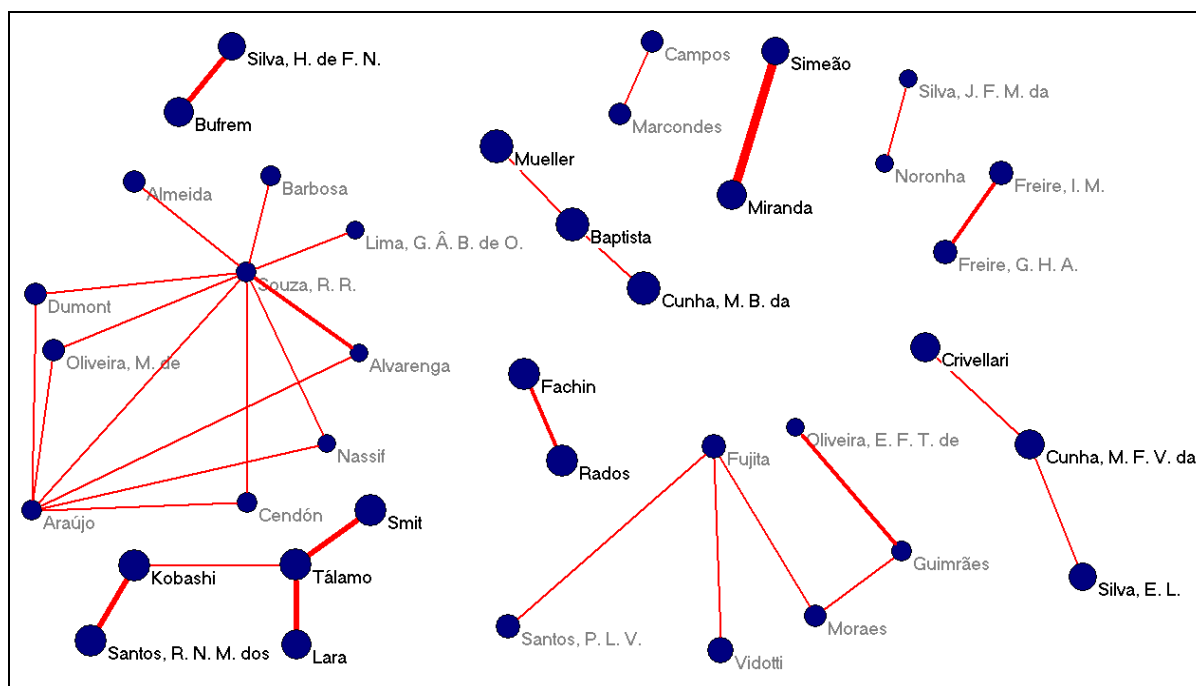 Silva, H. de F. N.
Campos
Simeão
Silva, J. F. M. da
Bufrem
Marcondes
Mueller
Noronha
Freire, I. M.
Almeida
Barbosa
Miranda
Baptista
Lima, G. Â. B. de O.
Freire, G. H. A.
Souza, R. R.
Dumont
Cunha, M. B. da
Oliveira, M. de
Alvarenga
Crivellari
Fachin
Oliveira, E. F. T. de
Nassif
Rados
Fujita
Cunha, M. F. V. da
Araújo
Cendón
Smit
Guimrães
Kobashi
Tálamo
Silva, E. L.
Santos, P. L. V.
Moraes
Santos, R. N. M. dos
Lara
Vidotti